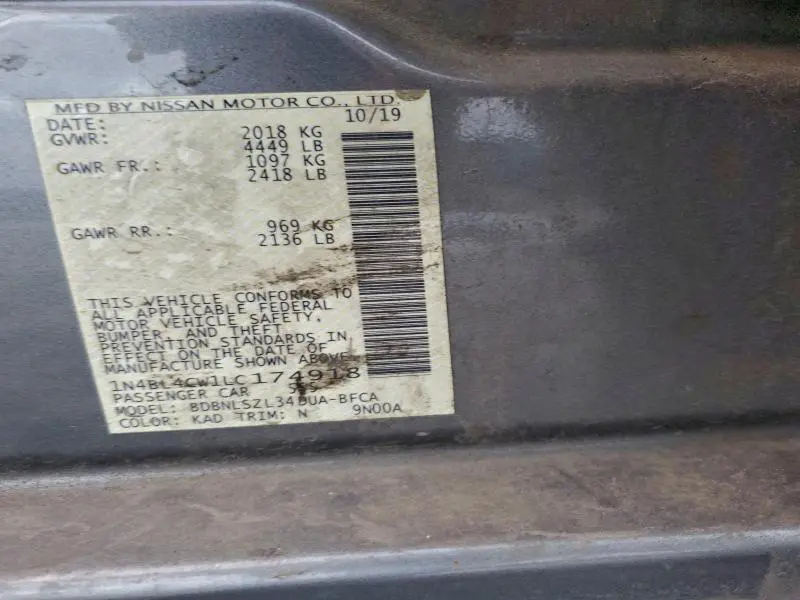 MFD BY NISSAN MOTOR CO., LTD.
DATE: 10/19
GVWR: 2018 KG
4449 LB
GAWR FR.: 1097 KG
2418 LB
GAWR RR.: 969 KG
2136 LB
THIS VEHICLE CONFORMS TO
ALL APPLICABLE FEDERAL
MOTOR VEHICLE SAFETY,
BUMPER, AND THEFT
PREVENTION STANDARDS IN
EFFECT ON THE DATE OF
MANUFACTURE SHOWN ABOVE
1N4BL4CW1LC174918
PASSENGER CAR
MODEL: BDBNLSZL34DUA-BFCA
COLOR: KAD TRIM: N 9N00A